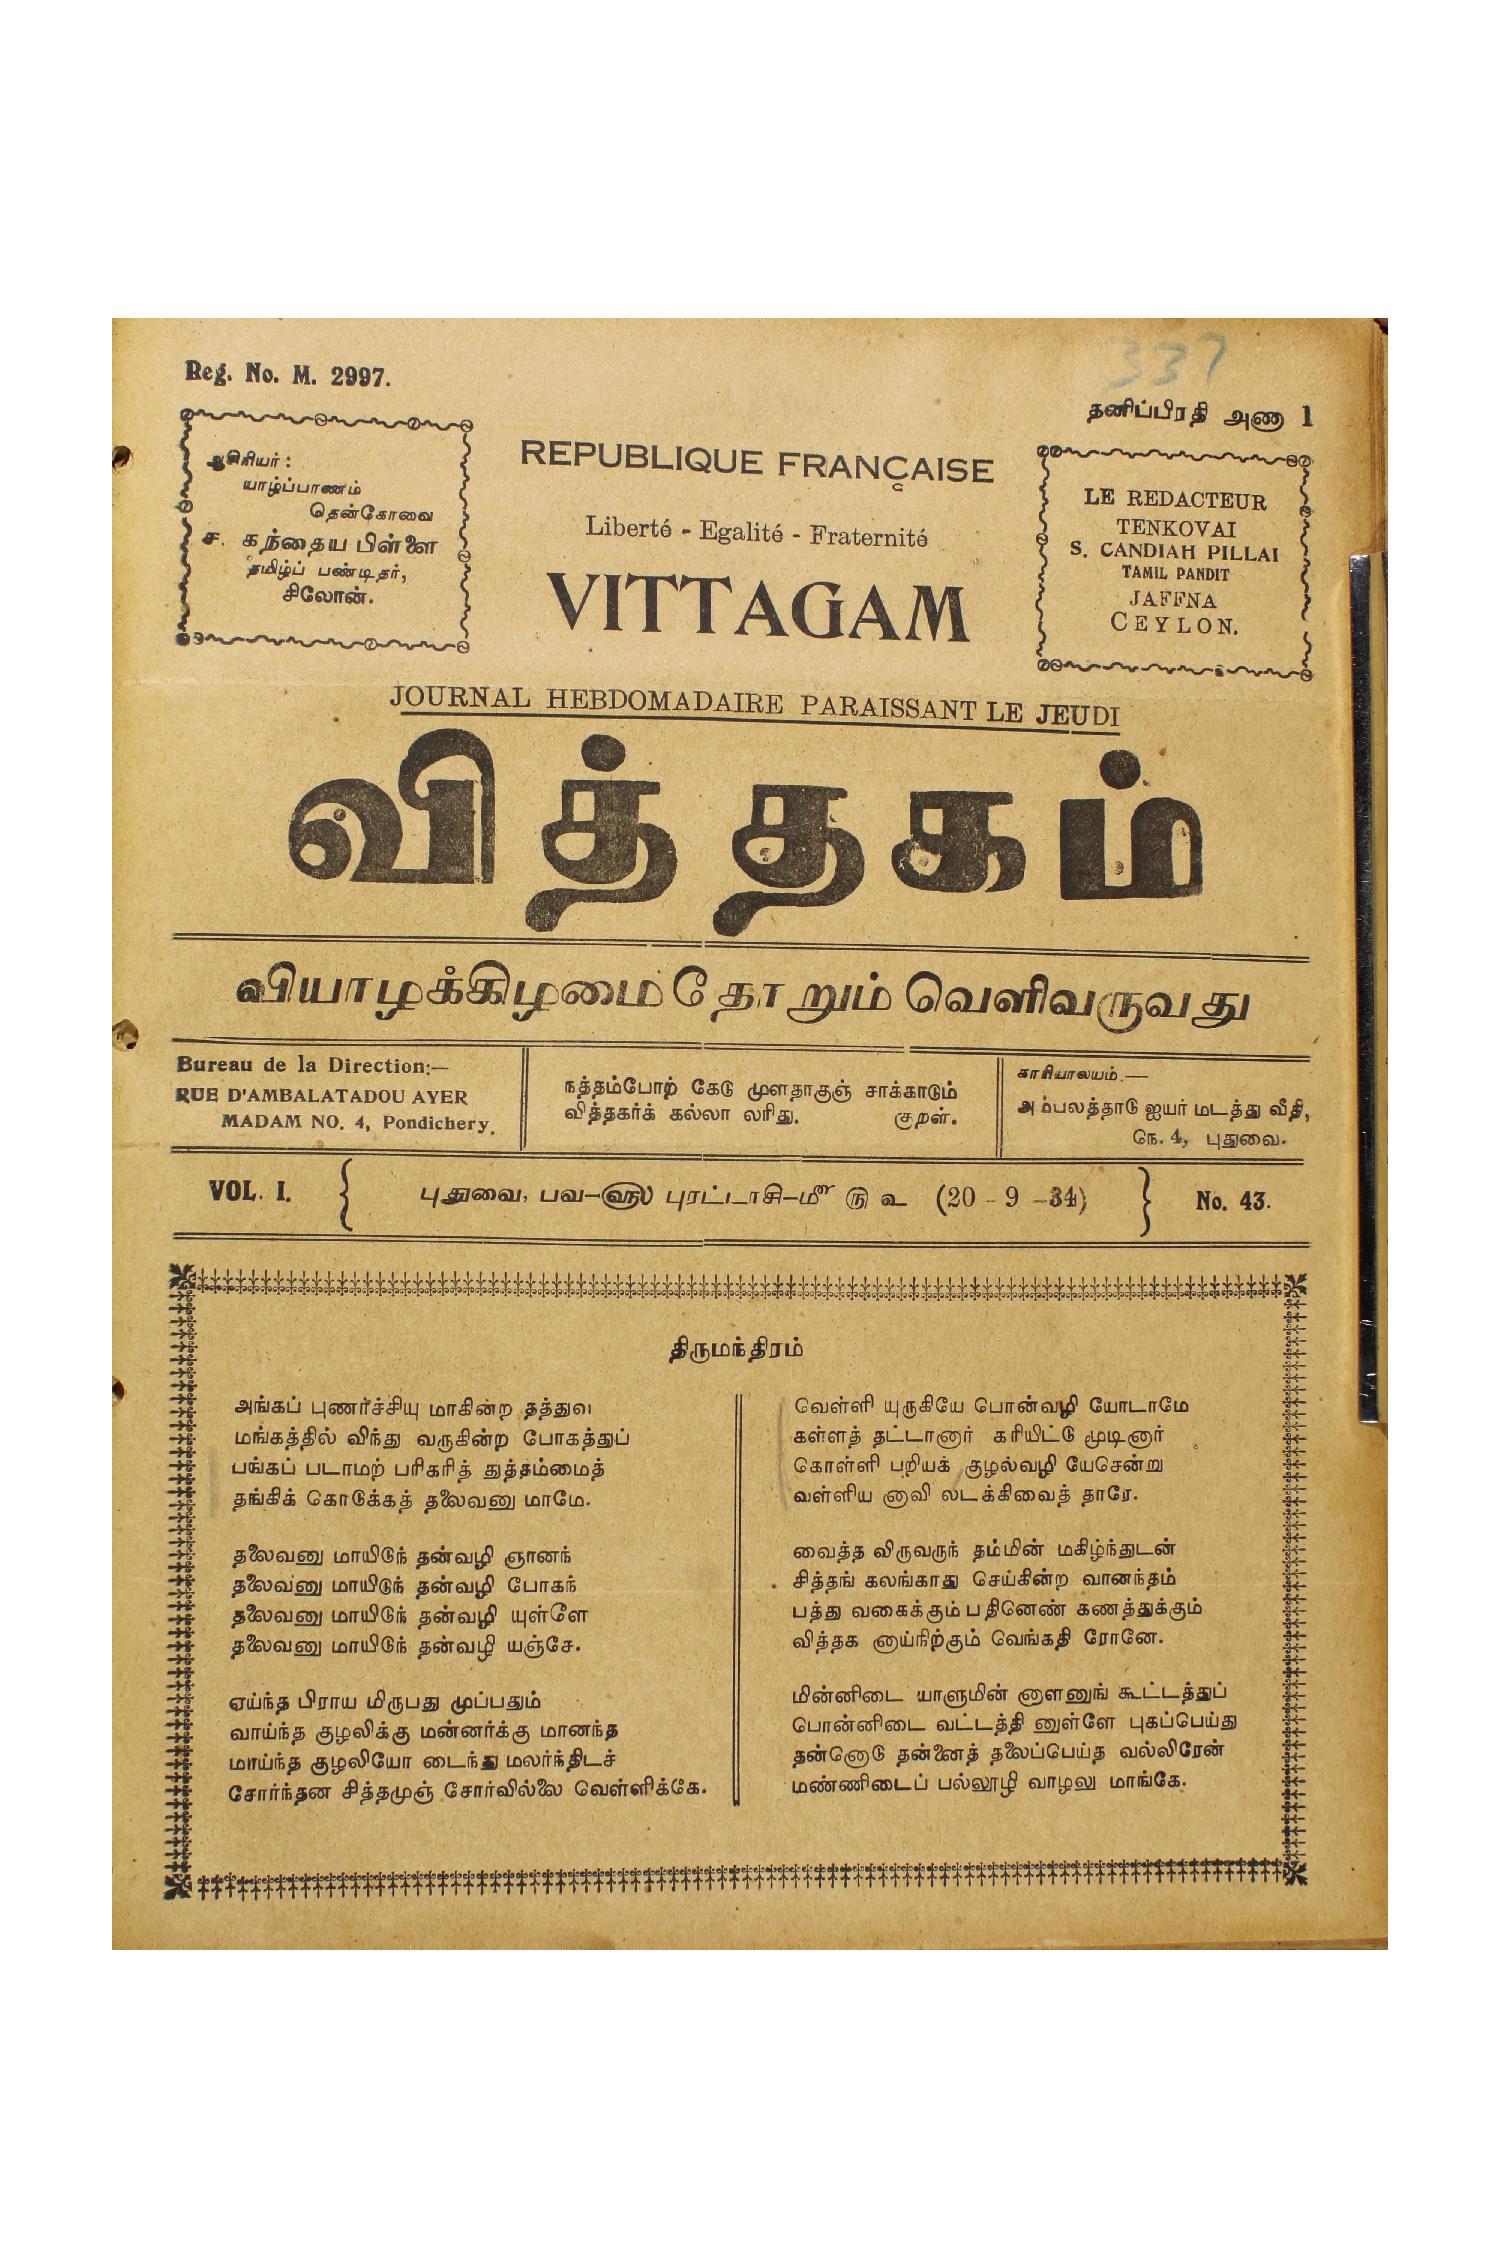 337
Reg. No. M. 2997.
தனிப்பிரதி அணா 1
ஆசிரியர் :
யாழ்ப்பாணம்
தென்கோவை
ச. கந்தைய பிள்ளை
தமிழ்ப் பண்டிதர்,
சிலோன்.
REPUBLIQUE FRANÇAISE
Liberté - Egalité - Fraternité
VITTAGAM
LE REDACTEUR
TENKOVAI
S. CANDIAH PILLAI
TAMIL PANDIT
JAFFNA
CEYLON.
JOURNAL HEBDOMADAIRE PARAISSANT LE JEUDI
வித்தகம்
வியாழக்கிழமைதோறும் வெளிவருவது
Bureau de la Direction:—
RUE D'AMBALATADOU AYER
MADAM NO. 4, Pondichery.
நத்தம்போற் கேடு முளதாகுஞ் சாக்காடும்
வித்தகர்க் கல்லா லரிது. குறள்.
காரியாலயம்.—
அம்பலத்தாடு ஐயர் மடத்து வீதி,
நெ. 4, புதுவை.
VOL. I.
புதுவை, பவ–௵ புரட்டாசி–௴ ௫ ௳ (20 - 9 -34)
No. 43.
திருமந்திரம்
அங்கப் புணர்ச்சியு மாகின்ற தத்துவ
மங்கத்தில் விந்து வருகின்ற போகத்துப்
பங்கப் படாமற் பரிகரித் துத்தம்மைத்
தங்கிக் கொடுக்கத் தலைவனு மாமே.
தலைவனு மாயிடுந் தன்வழி ஞானந்
தலைவனு மாயிடுந் தன்வழி போகந்
தலைவனு மாயிடுந் தன்வழி யுள்ளே
தலைவனு மாயிடுந் தன்வழி யஞ்சே.
ஏய்ந்த பிராய மிருபது முப்பதும்
வாய்ந்த குழலிக்கு மன்னர்க்கு மானந்த
மாய்ந்த குழலியோ டைந்து மலர்ந்திடச்
சோர்ந்தன சித்தமுஞ் சோர்வில்லை வெள்ளிக்கே.
வெள்ளி யுருகியே பொன்வழி யோடாமே
கள்ளத் தட்டானார் கரியிட்டு முடினார்
கொள்ளி பறியக் குழல்வழி யேசென்று
வள்ளிய னாவி லடக்கிவைத் தாரே.
வைத்த விருவருந் தம்மின் மகிழ்ந்துடன்
சித்தங் கலங்காது செய்கின்ற வானந்தம்
பத்து வகைக்கும் பதினெண் கணத்துக்கும்
வித்தக னாய்நிற்கும் வெங்கதி ரோனே.
மின்னிடை யாளுமின் னாளனுங் கூட்டத்துப்
பொன்னிடை வட்டத்தி னுள்ளே புகப்பெய்து
தன்னொடு தன்னைத் தலைப்பெய்த வல்லிரேன்
மண்ணிடைப் பல்லூழி வாழலு மாங்கே.